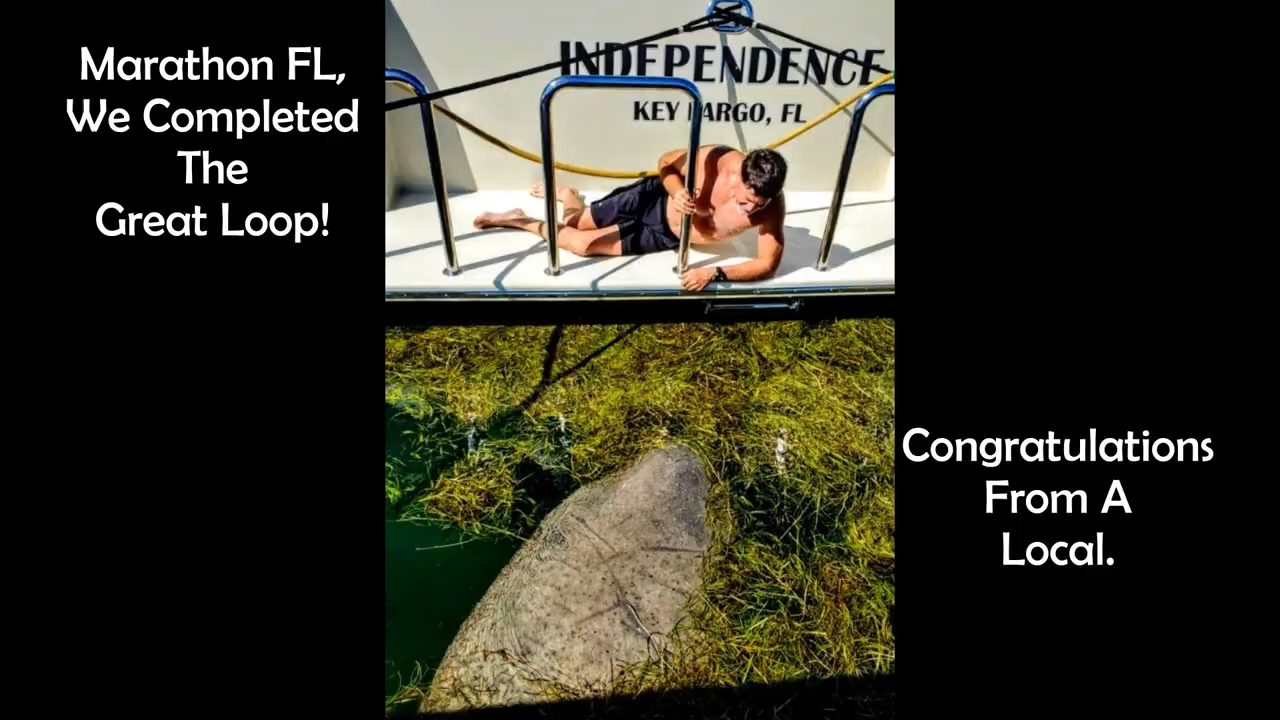 Marathon FL,
We Completed
The
Great Loop!
INDEPENDENCE
KEY LARGO, FL
Congratulations
From A
Local.